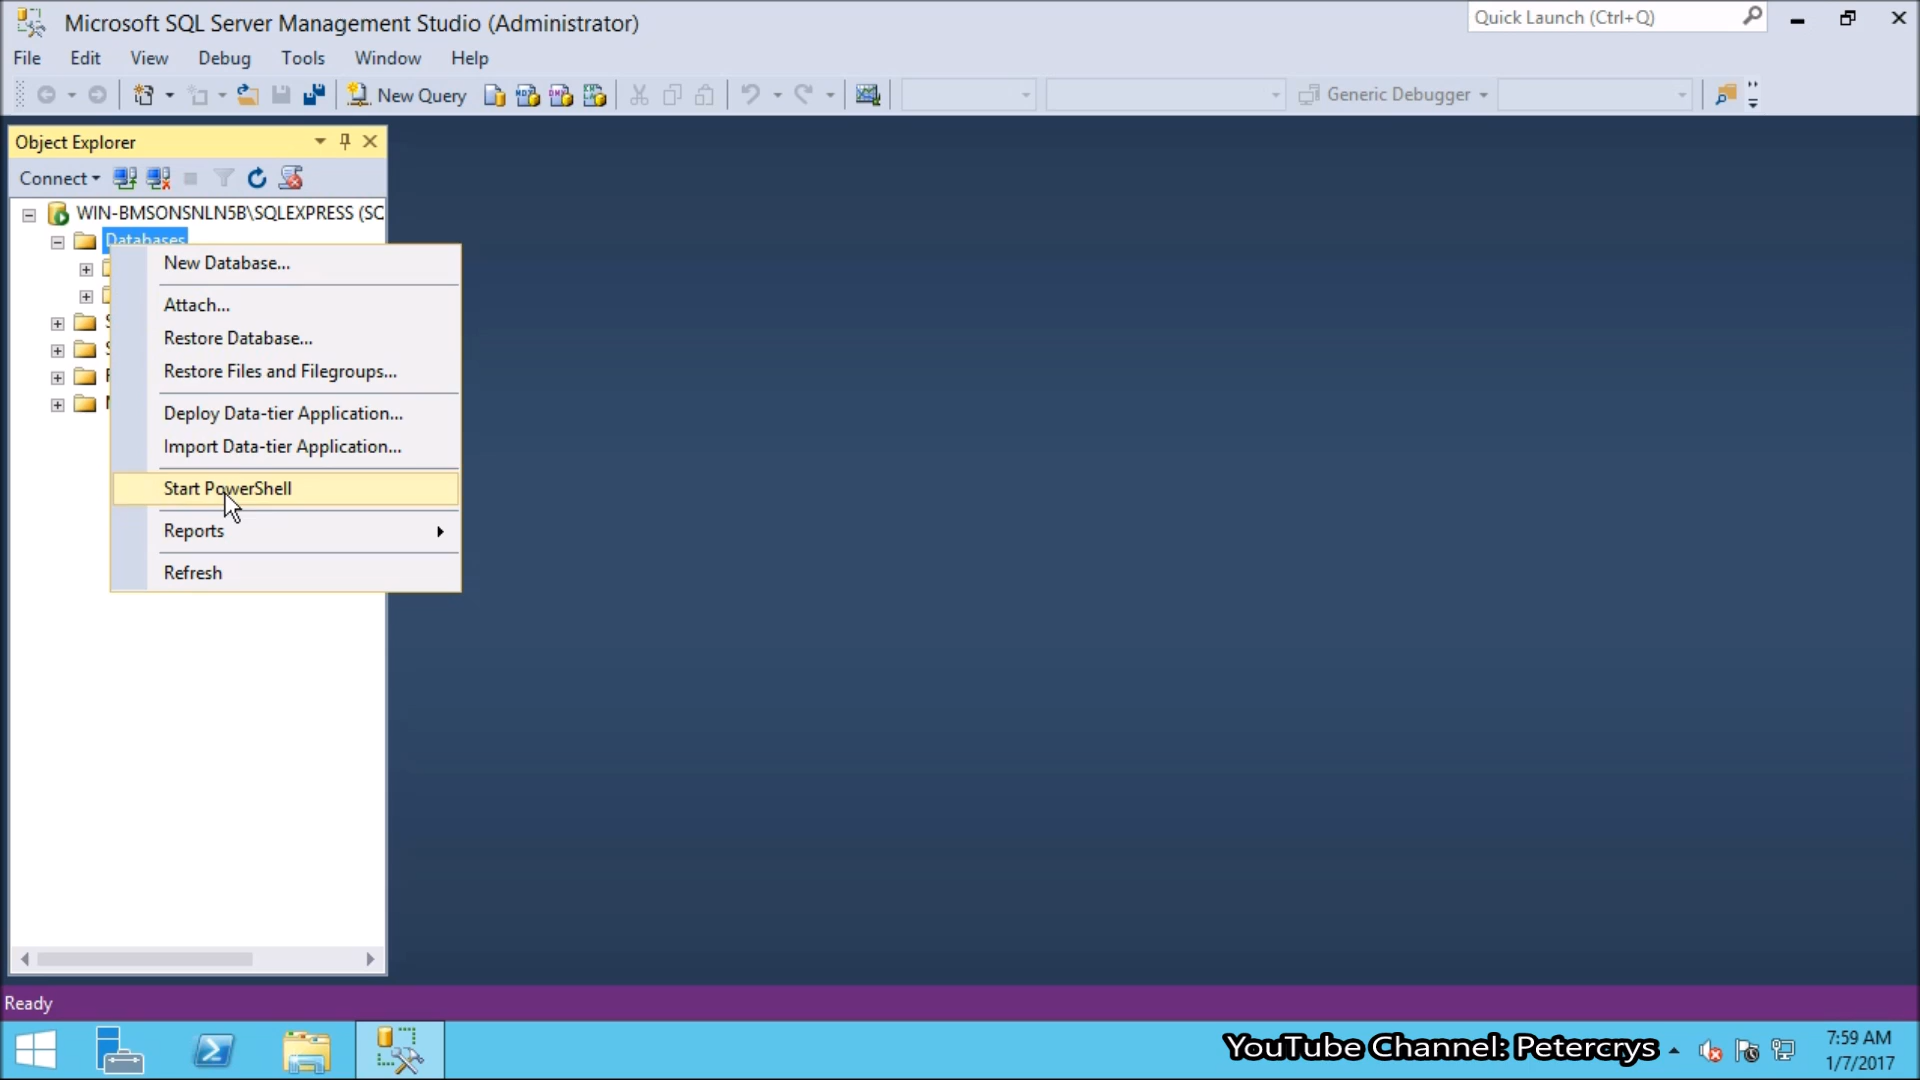 Microsoft SQL Server Management Studio (Administrator)
Quick Launch (Ctrl+Q)
File Edit View Debug Tools Window Help
New Query
Generic Debugger
Object Explorer
Connect
WIN-BMSONSNLN5B\SQLEXPRESS (SC
Databases
New Database...
Attach...
Restore Database...
Restore Files and Filegroups...
Deploy Data-tier Application...
Import Data-tier Application...
Start PowerShell
Reports
Refresh
Ready
YouTube Channel: Petercrys
7:59 AM
1/7/2017